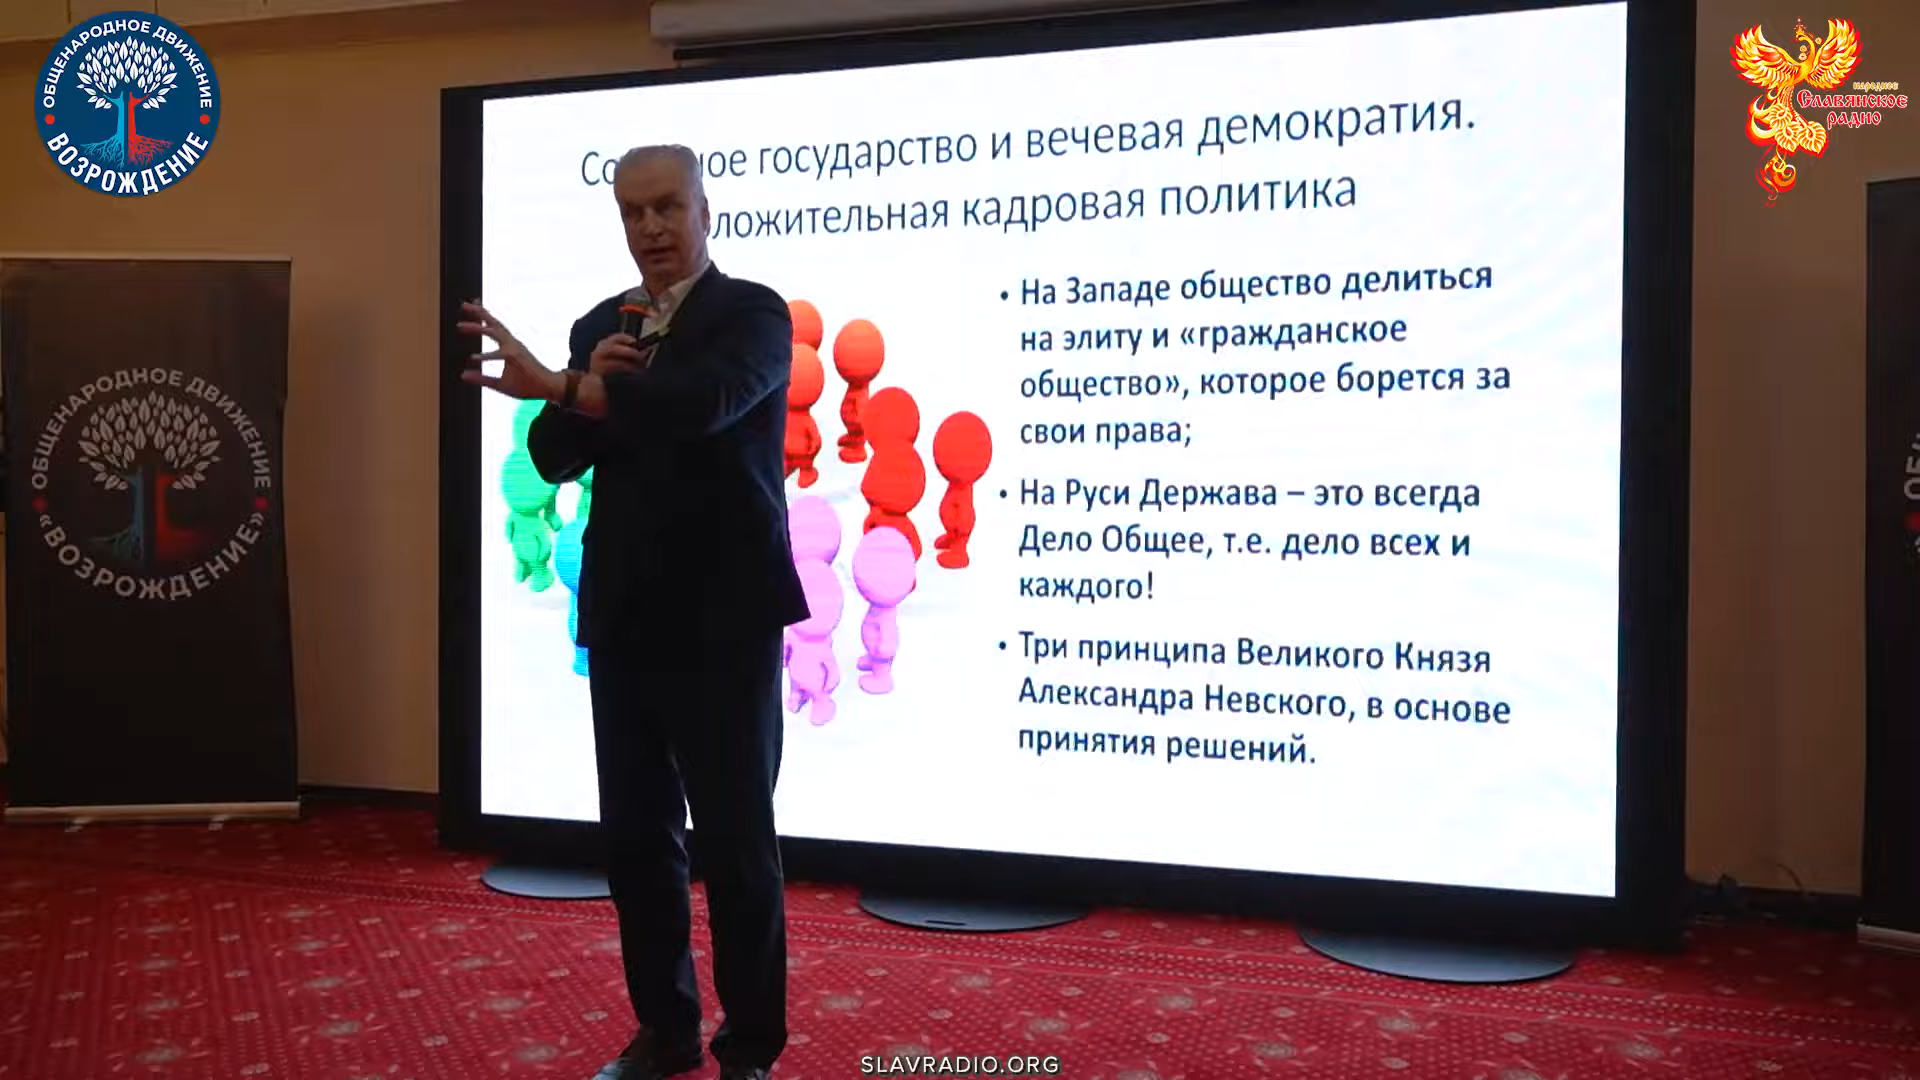 ОБЩЕНАРОДНОЕ ДВИЖЕНИЕ
ВОЗРОЖДЕНИЕ
народное
Славянское
радио
государство и вечевая демократия.
кадровая политика
• На Западе общество делиться
на элиту и «гражданское
общество», которое борется за
свои права;
• На Руси Держава – это всегда
Дело Общее, т.е. дело всех и
каждого!
• Три принципа Великого Князя
Александра Невского, в основе
принятия решений.
ОБЩЕНАРОДНОЕ ДВИЖЕНИЕ
«ВОЗРОЖДЕНИЕ»
SLAVRADIO.ORG